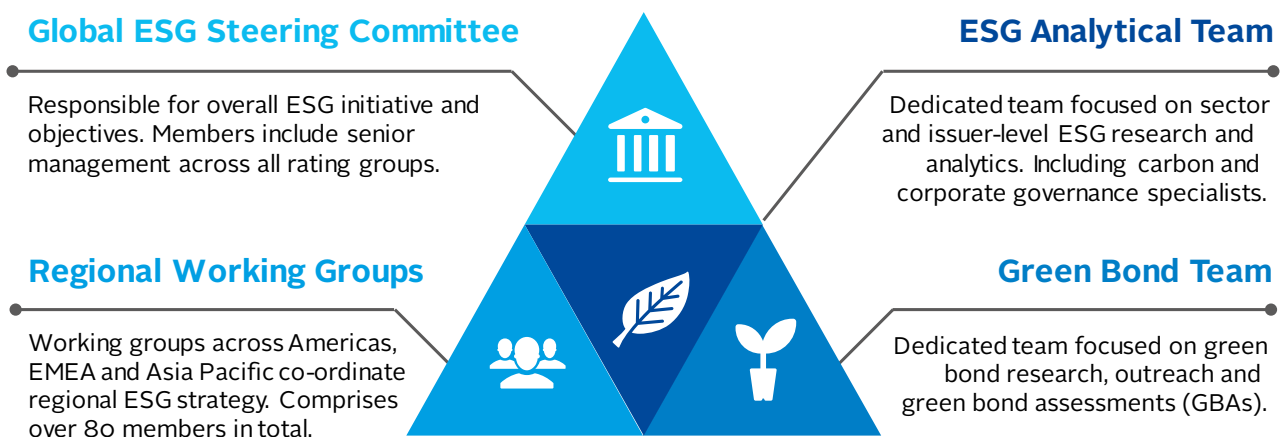 Global ESG Steering Committee
Responsible for overall ESG initiative and
objectives. Members include senior
management across all rating groups.
ESG Analytical Team
Dedicated team focused on sector
and issuer-level ESG research and
analytics. Including carbon and
corporate governance specialists.
Regional Working Groups
Working groups across Americas,
EMEA and Asia Pacific co-ordinate
regional ESG strategy. Comprises
over 80 members in total.
Green Bond Team
Dedicated team focused on green
bond research, outreach and
green bond assessments (GBAs).